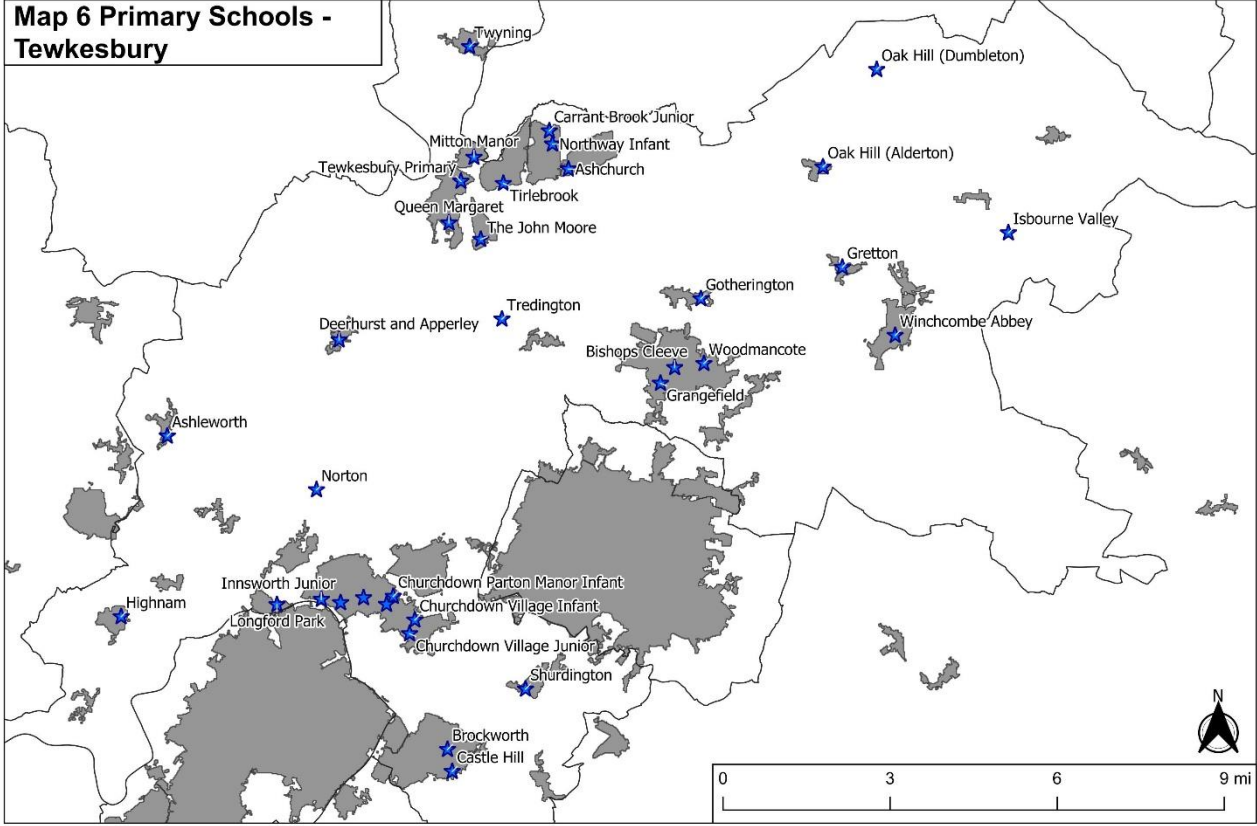 Map 6 Primary Schools -
Tewkesbury
Twyning
Oak Hill (Dumbleton)
Carrant Brook Junior
Mitton Manor
Northway Infant
Tewkesbury Primary
Ashchurch
Oak Hill (Alderton)
Tirlebrook
Queen Margaret
The John Moore
Isbourne Valley
Gretton
Gotherington
Tredington
Deerhurst and Apperley
Winchcombe Abbey
Bishops Cleeve
Woodmancote
Grangefield
Ashleworth
Norton
Innsworth Junior
Churchdown Parton Manor Infant
Highnam
Churchdown Village Infant
Longford Park
Churchdown Village Junior
Shurdington
N
Brockworth
Castle Hill
0 3 6 9 mi